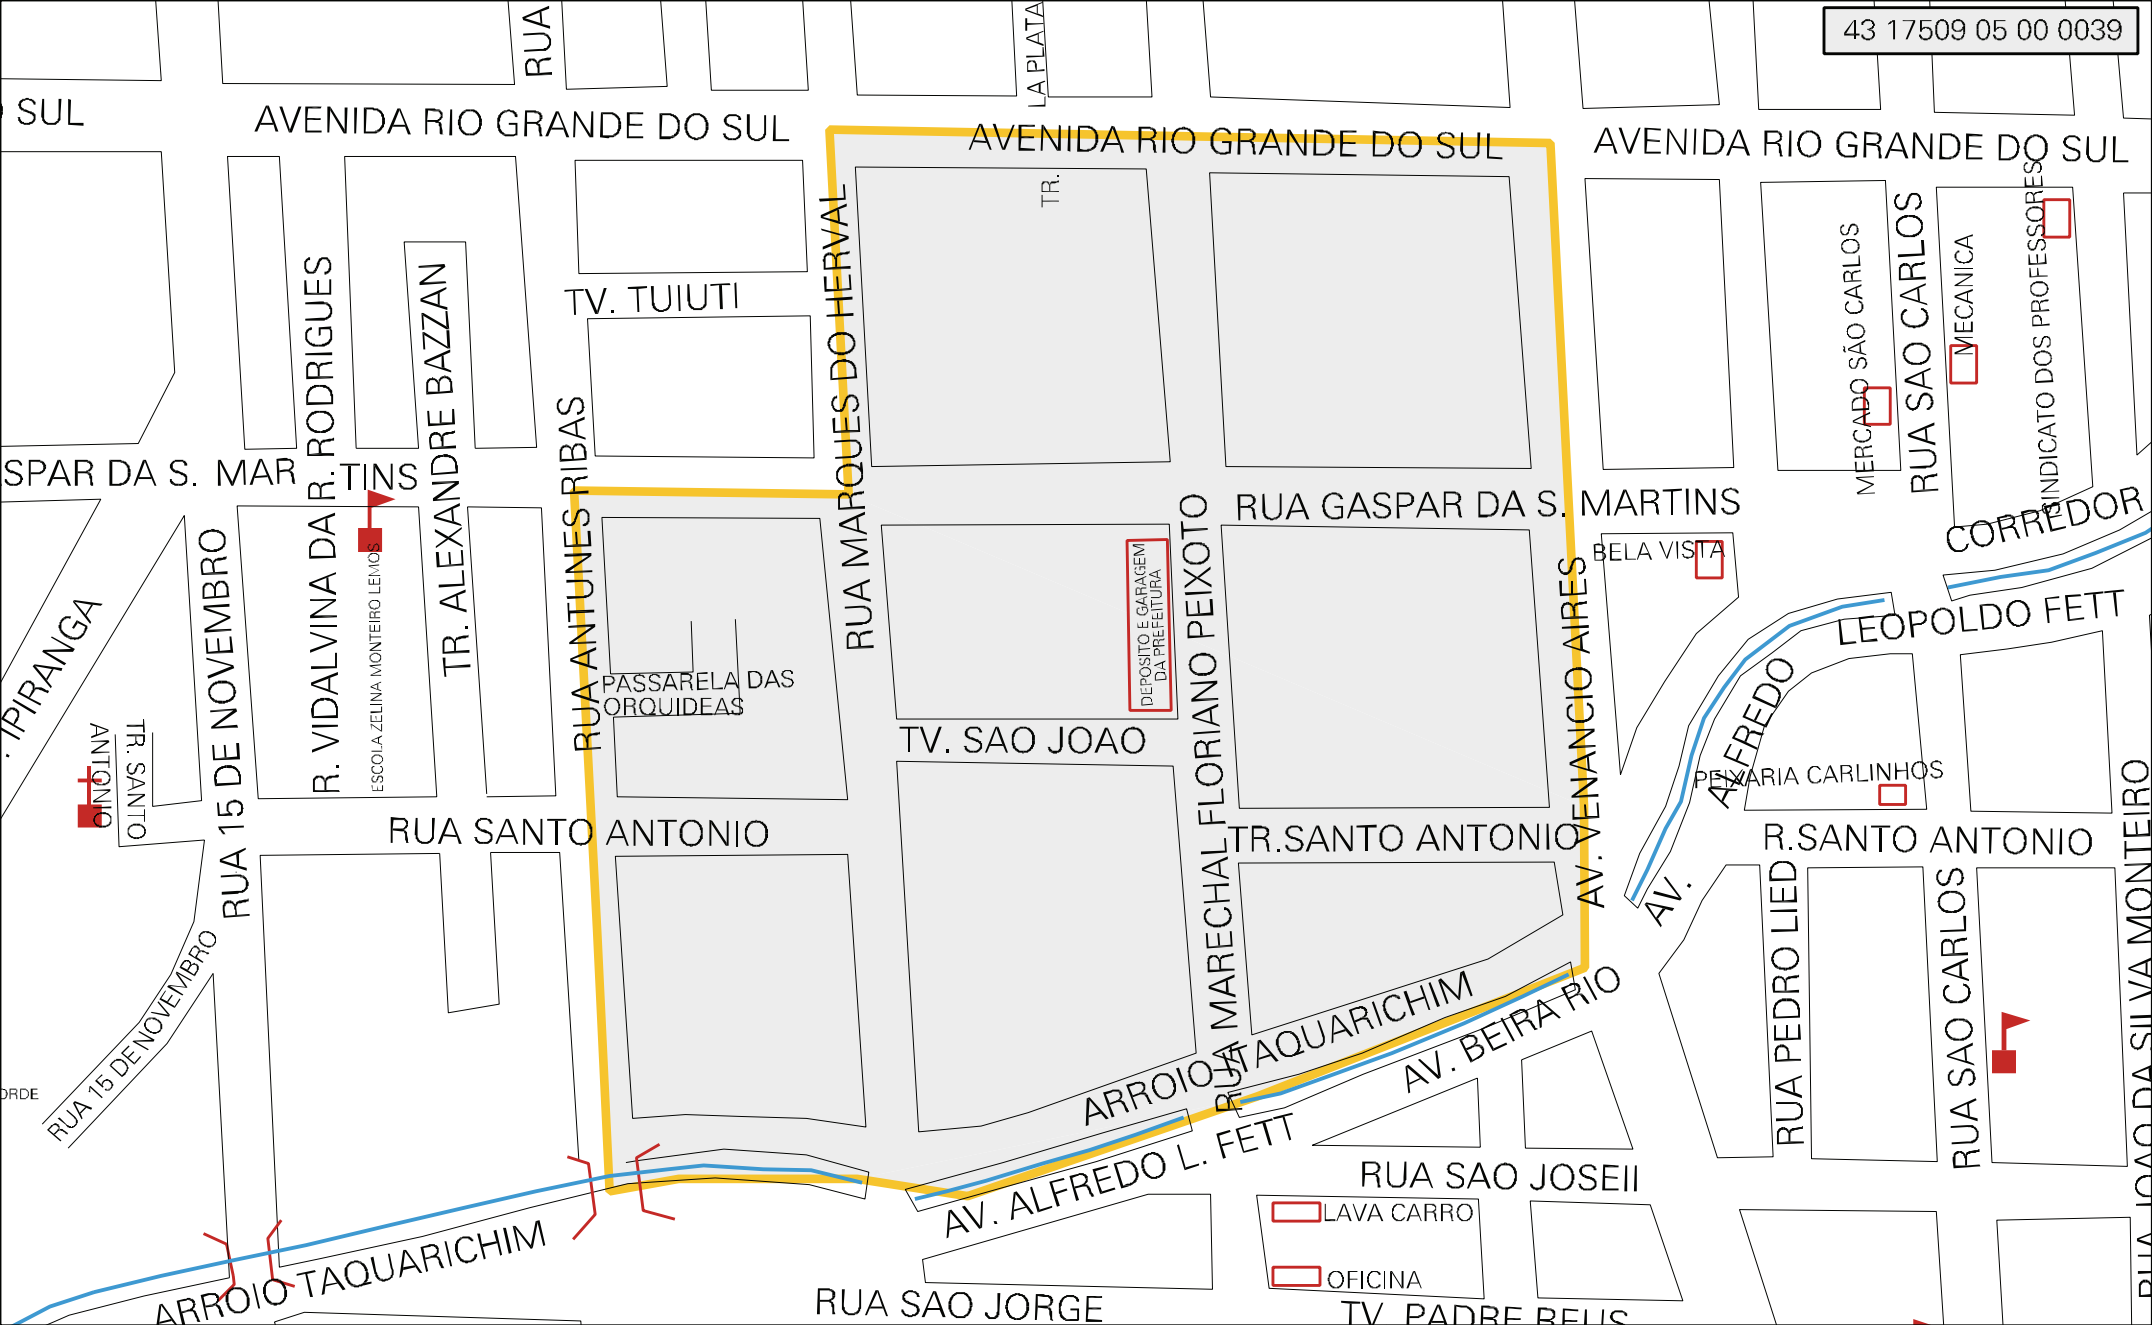 43 17509 05 00 0039
RUA
LA PLATA
SUL
AVENIDA RIO GRANDE DO SUL
AVENIDA RIO GRANDE DO SUL
AVENIDA RIO GRANDE DO SUL
TR.
TV. TUIUTI
RUA MARQUES DO HERVAL
R. VIDALVINA DA R. RODRIGUES
TR. ALEXANDRE BAZZAN
RUA ANTUNES RIBAS
MERCADO SÃO CARLOS
RUA SAO CARLOS
MECANICA
SINDICATO DOS PROFESSORES
SPAR DA S. MAR
TINS
RUA GASPAR DA S. MARTINS
CORREDOR
BELA VISTA
LEOPOLDO FETT
ESCOLA ZELINA MONTEIRO LEMOS
DEPOSITO E GARAGEM
DA PREFEITURA
RUA MARECHAL FLORIANO PEIXOTO
AV. VENANCIO AIRES
RUA 15 DE NOVEMBRO
. IPIRANGA
TR. SANTO
ANTONIO
PASSARELA DAS
ORQUIDEAS
TV. SAO JOAO
AV. ALFREDO
PEIXARIA CARLINHOS
RUA SANTO ANTONIO
TR.SANTO ANTONIO
R.SANTO ANTONIO
RUA JOAO DA SILVA MONTEIRO
RUA PEDRO LIED
RUA SAO CARLOS
RUA 15 DE NOVEMBRO
ORDE
ARROIO TAQUARICHIM
AV. BEIRA RIO
AV. ALFREDO L. FETT
RUA SAO JOSEII
LAVA CARRO
OFICINA
ARROIO TAQUARICHIM
RUA SAO JORGE
TV. PADRE REUS